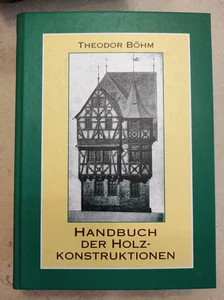 THEODOR BÖHM
HANDBUCH
DER HOLZ-
KONSTRUKTIONEN